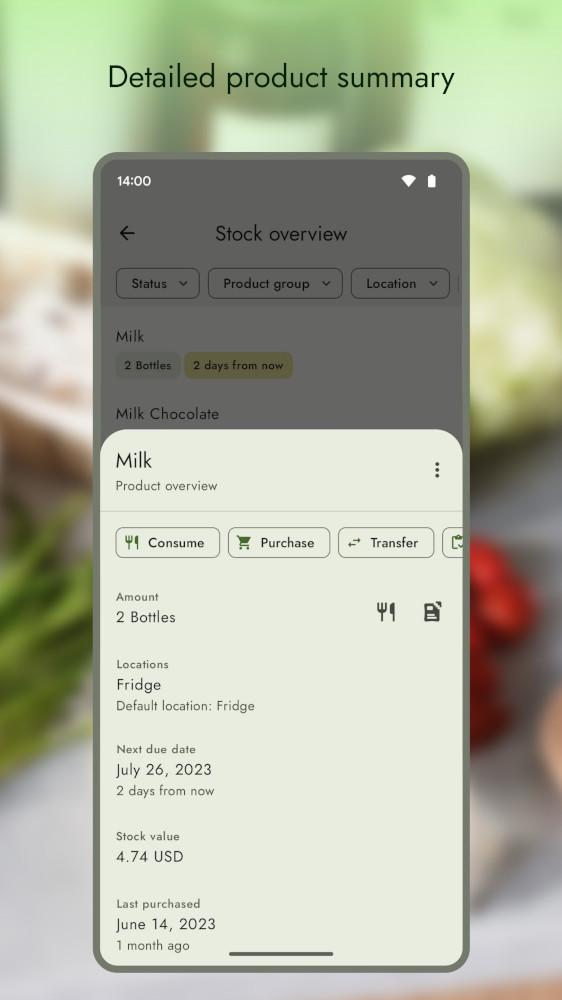 Detailed product summary
14:00
Stock overview
Status Product group Location
Milk
2 Bottles 2 days from now
Milk Chocolate
Milk
Product overview
Consume Purchase Transfer
Amount
2 Bottles
Locations
Fridge
Default location: Fridge
Next due date
July 26, 2023
2 days from now
Stock value
4.74 USD
Last purchased
June 14, 2023
1 month ago